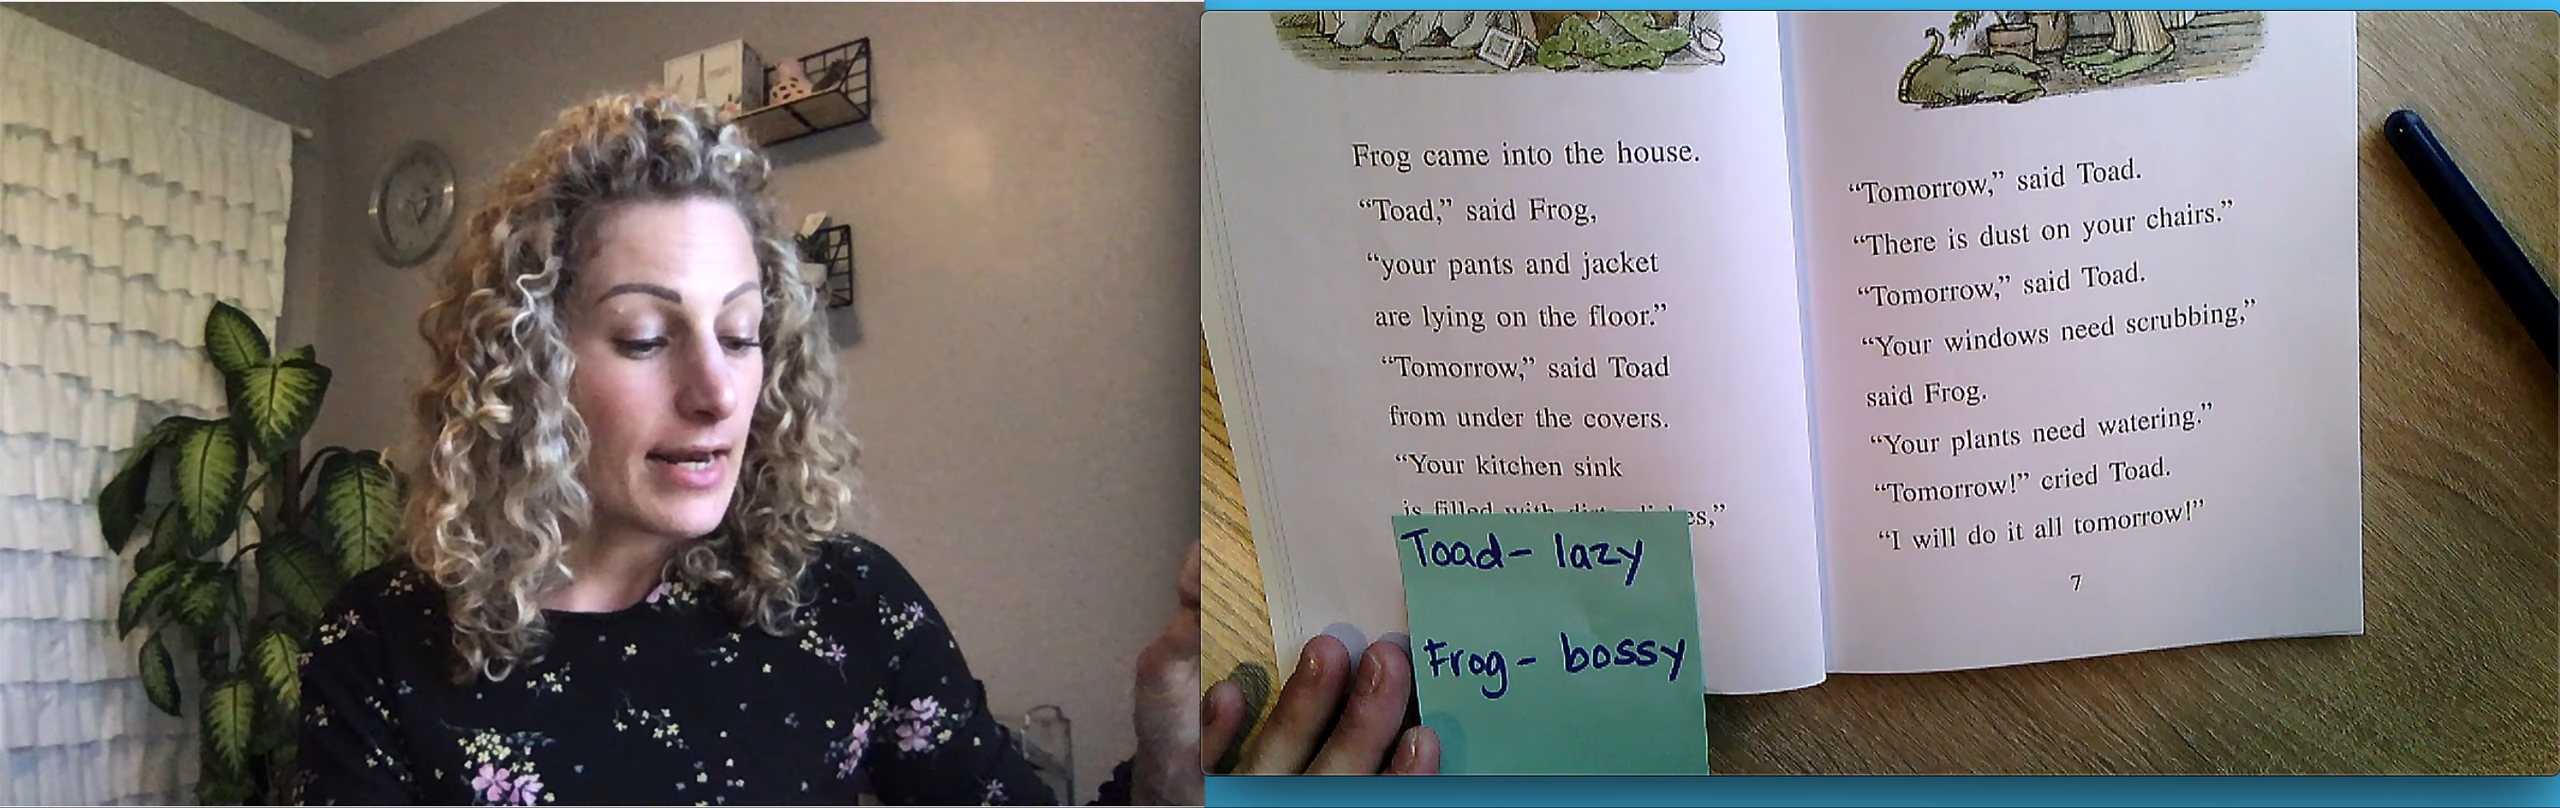 Frog came into the house.
“Toad,” said Frog,
“your pants and jacket
are lying on the floor.”
“Tomorrow,” said Toad
from under the covers.
“Your kitchen sink
is filled with
Toad- lazy
Frog- bossy
“Tomorrow,” said Toad.
“There is dust on your chairs.”
“Tomorrow,” said Toad.
“Your windows need scrubbing,”
said Frog.
“Your plants need watering.”
“Tomorrow!” cried Toad.
“I will do it all tomorrow!”
7